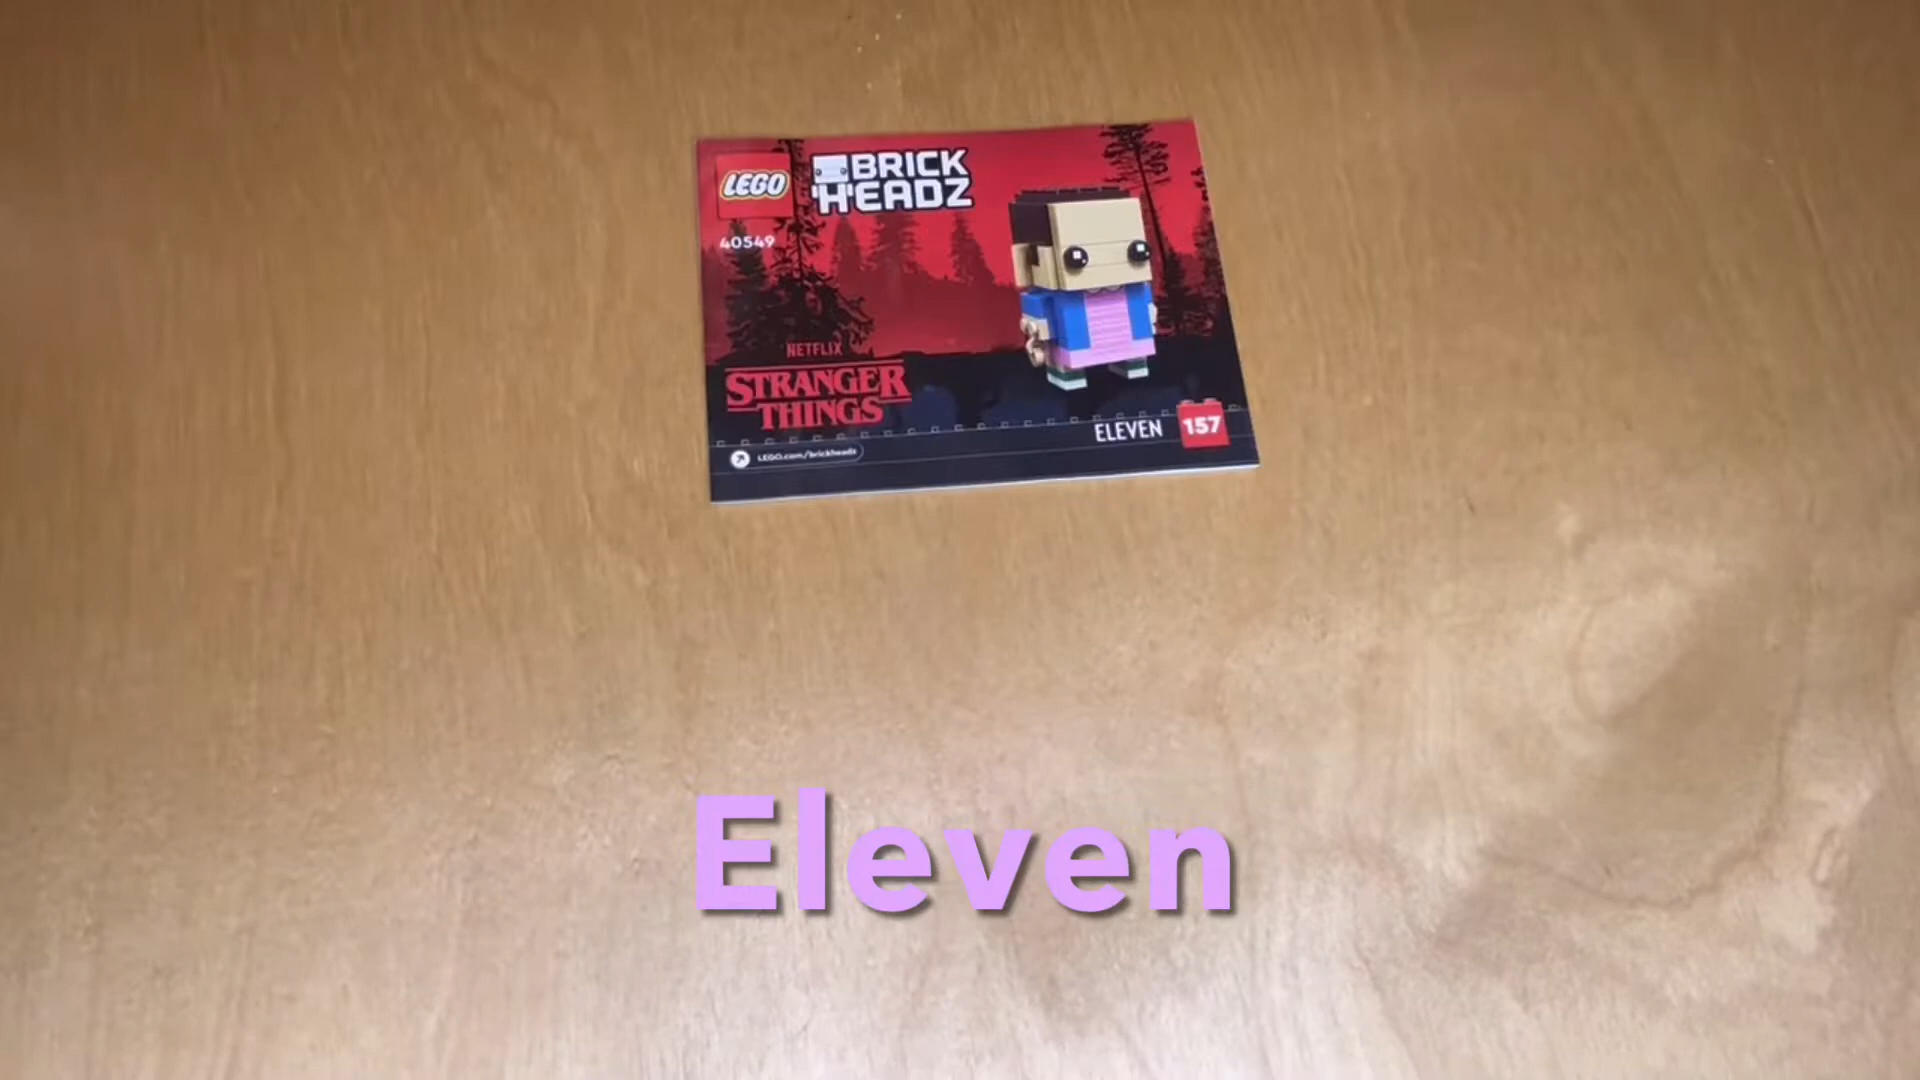 LEGO
BRICK
HEADZ
40549
NETFLIX
STRANGER
THINGS
ELEVEN
157
LEGO.com/brickheadz
Eleven